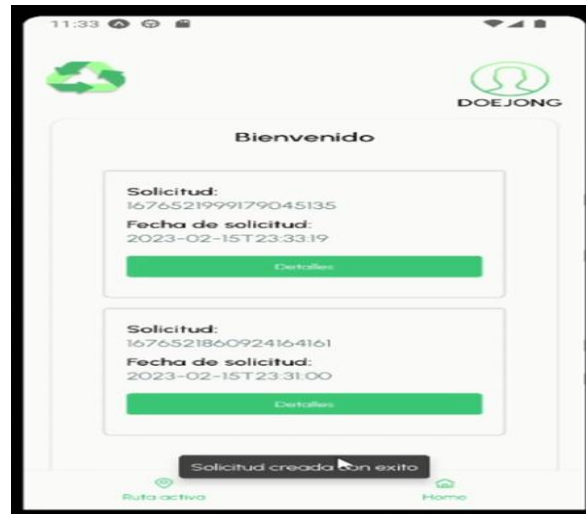 11:33
DOEJONG
Bienvenido
Solicitud:
1676521999179045135
Fecha de solicitud:
2023-02-15T23:33:19
Detalles
Solicitud:
1676521860924164161
Fecha de solicitud:
2023-02-15T23:31:00
Detalles
Solicitud creada con exito
Ruta activa
Home